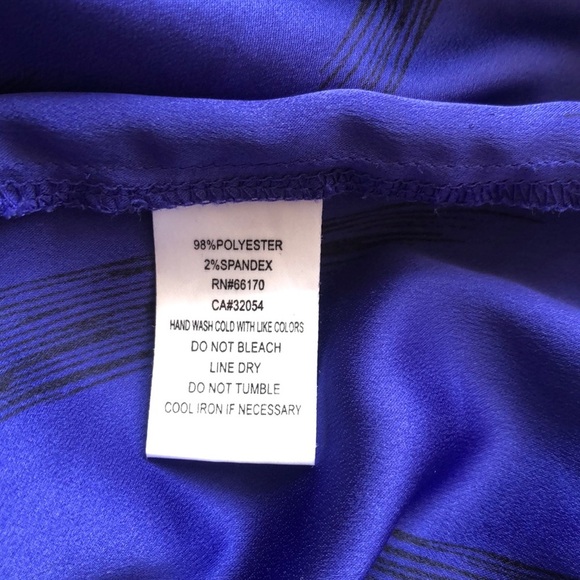 98%POLYESTER
2%SPANDEX
RN#66170
CA#32054
HAND WASH COLD WITH LIKE COLORS
DO NOT BLEACH
LINE DRY
DO NOT TUMBLE
COOL IRON IF NECESSARY